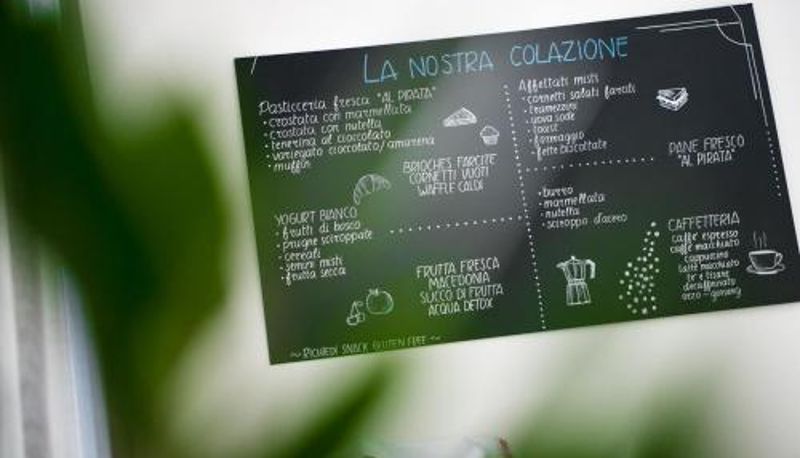 LA NOSTRA COLAZIONE
Pasticceria fresca "AL PIRATA"
• crostata con marmellata
• crostata con nutella
• tenerina al cioccolato
• variegato cioccolato/amarena
• muffin
BRIOCHES FARCITE
CORNETTI VUOTI
WAFFLE CALDI
YOGURT BIANCO
• frutti di bosco
• prugne sciroppate
• cereali
• semini misti
• frutta secca
FRUTTA FRESCA
MACEDONIA
SUCCO DI FRUTTA
ACQUA DETOX
~ RICHIEDI SNACK GLUTEN FREE ~
Affettati misti
• cornetti salati farciti
• tramezzini
• uova sode
• toast
• formaggio
• fette biscottate
PANE FRESCO
"AL PIRATA"
• burro
• marmellata
• nutella
• sciroppo d'acero
CAFFETTERIA
caffè espresso
caffè macchiato
cappuccino
latte macchiato
tè e tisane
decaffeinato
orzo - ginseng